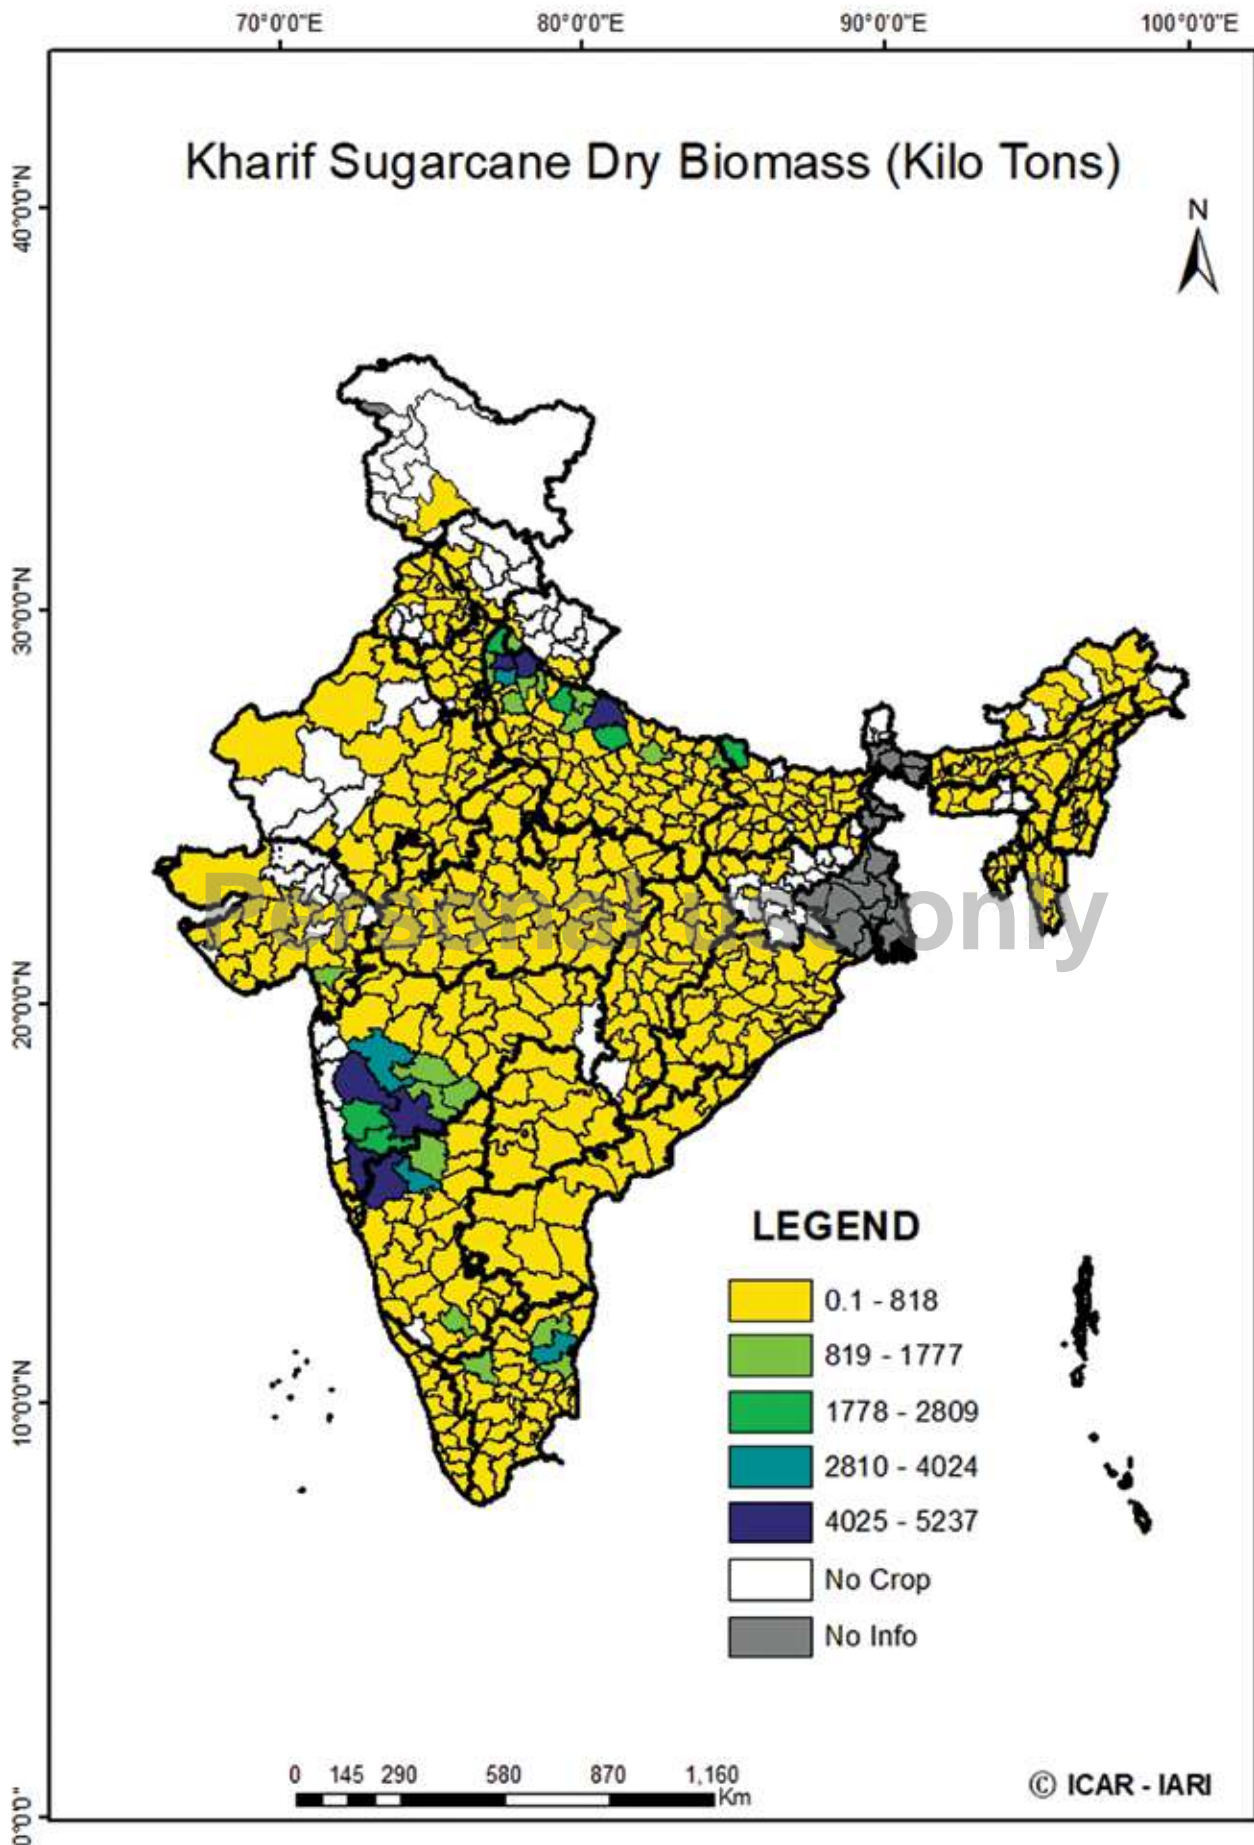 70°0'0"E 80°0'0"E 90°0'0"E 100°0'0"E
Kharif Sugarcane Dry Biomass (Kilo Tons)
N
40°0'0"N
30°0'0"N
20°0'0"N
10°0'0"N
0°0'0"
Personal use only
LEGEND
0.1 - 818
819 - 1777
1778 - 2809
2810 - 4024
4025 - 5237
No Crop
No Info
0 145 290 580 870 1,160
Km
© ICAR - IARI